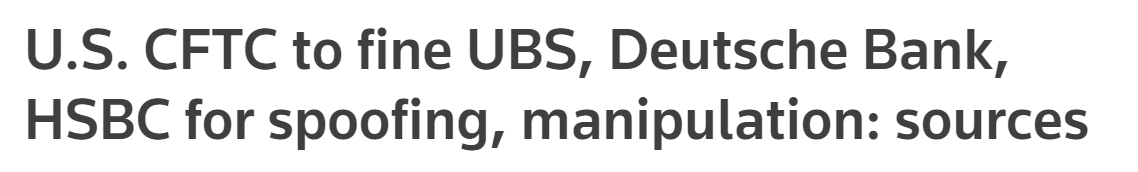 U.S. CFTC to fine UBS, Deutsche Bank,
HSBC for spoofing, manipulation: sources